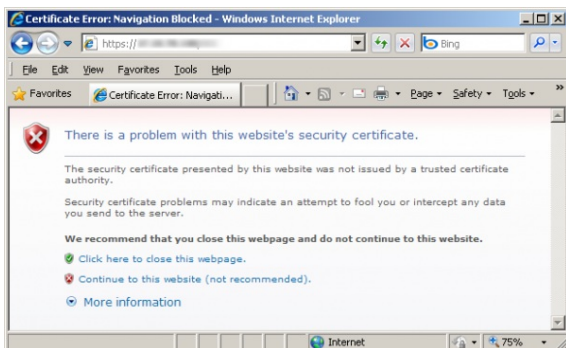 Certificate Error: Navigation Blocked - Windows Internet Explorer
https://
Bing
File Edit View Favorites Tools Help
Favorites Certificate Error: Navigati... Page Safety Tools »
There is a problem with this website's security certificate.
The security certificate presented by this website was not issued by a trusted certificate
authority.
Security certificate problems may indicate an attempt to fool you or intercept any data
you send to the server.
We recommend that you close this webpage and do not continue to this website.
Click here to close this webpage.
Continue to this website (not recommended).
More information
Internet 75%